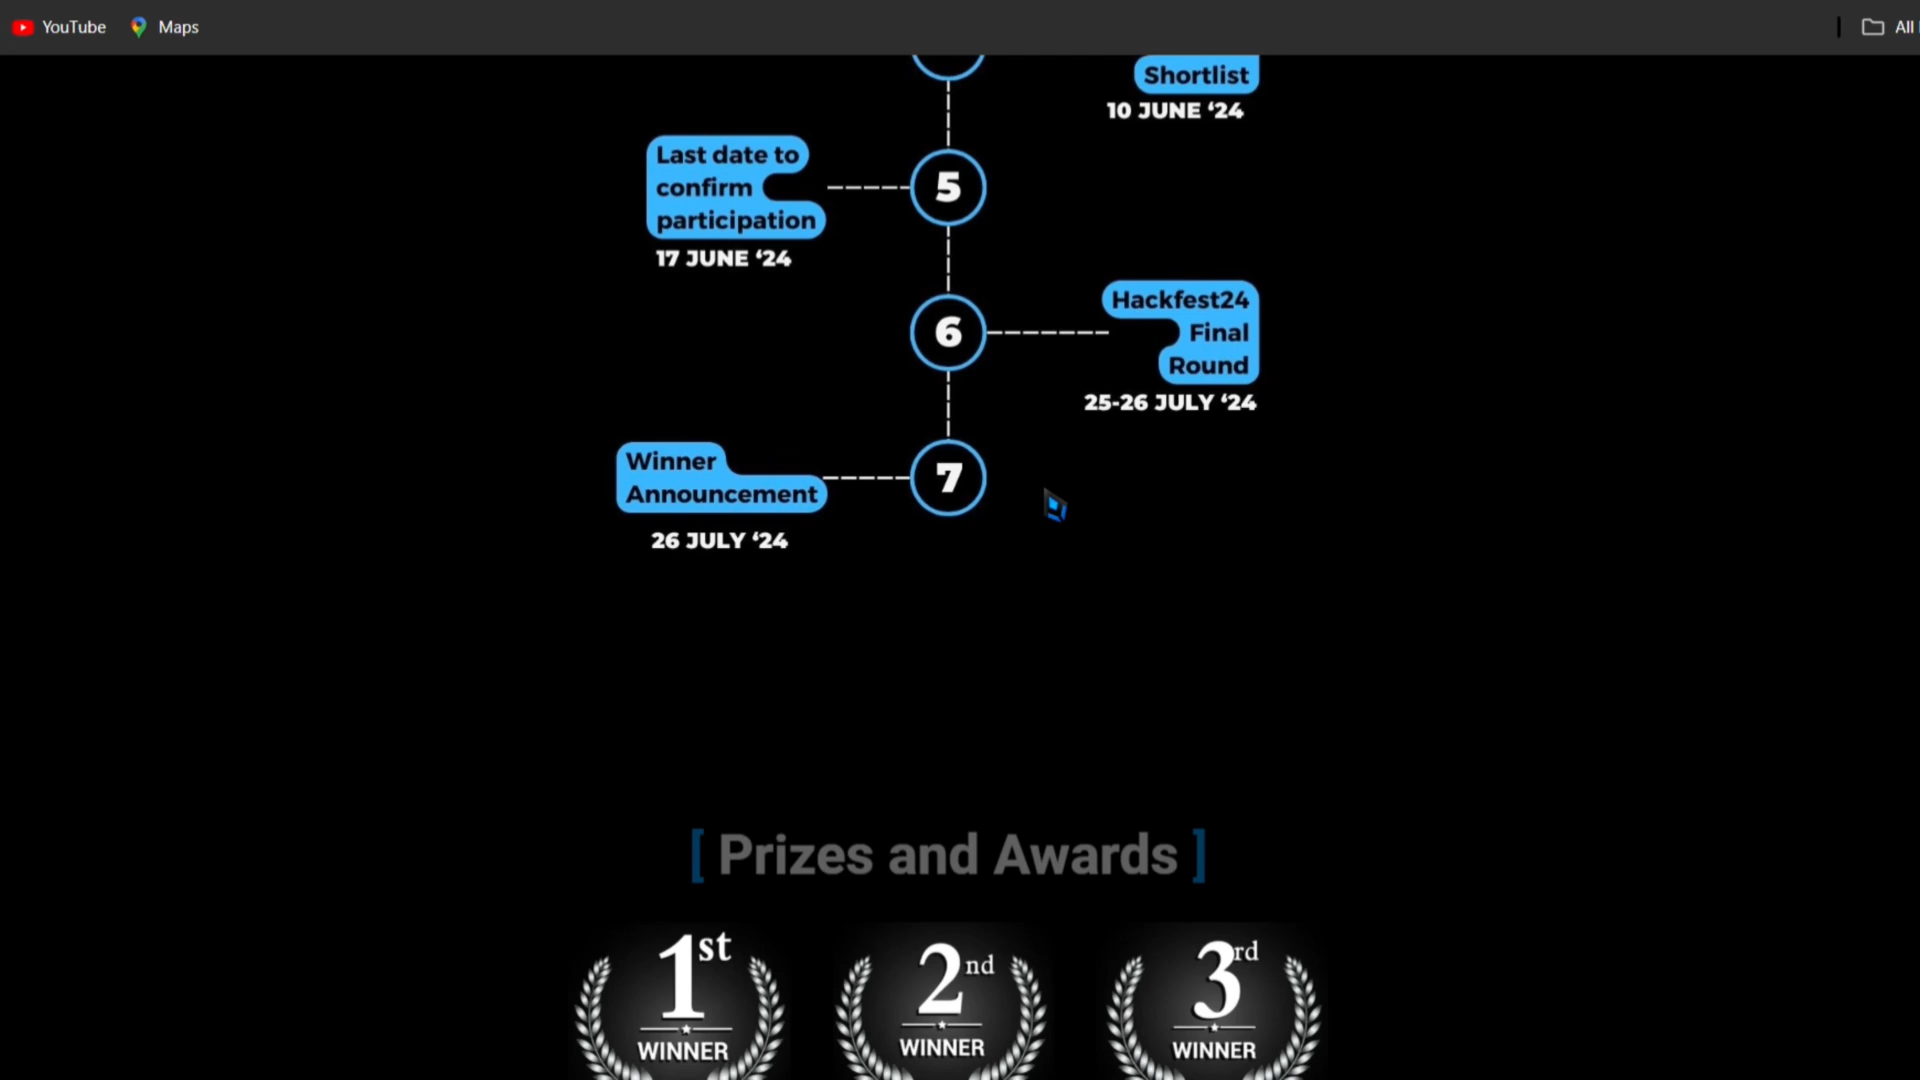 YouTube
Maps
All
Shortlist
10 JUNE ‘24
Last date to
confirm
participation
17 JUNE ‘24
5
6
Hackfest24
Final
Round
25-26 JULY ‘24
Winner
Announcement
26 JULY ‘24
7
[ Prizes and Awards ]
1st
WINNER
2nd
WINNER
3rd
WINNER